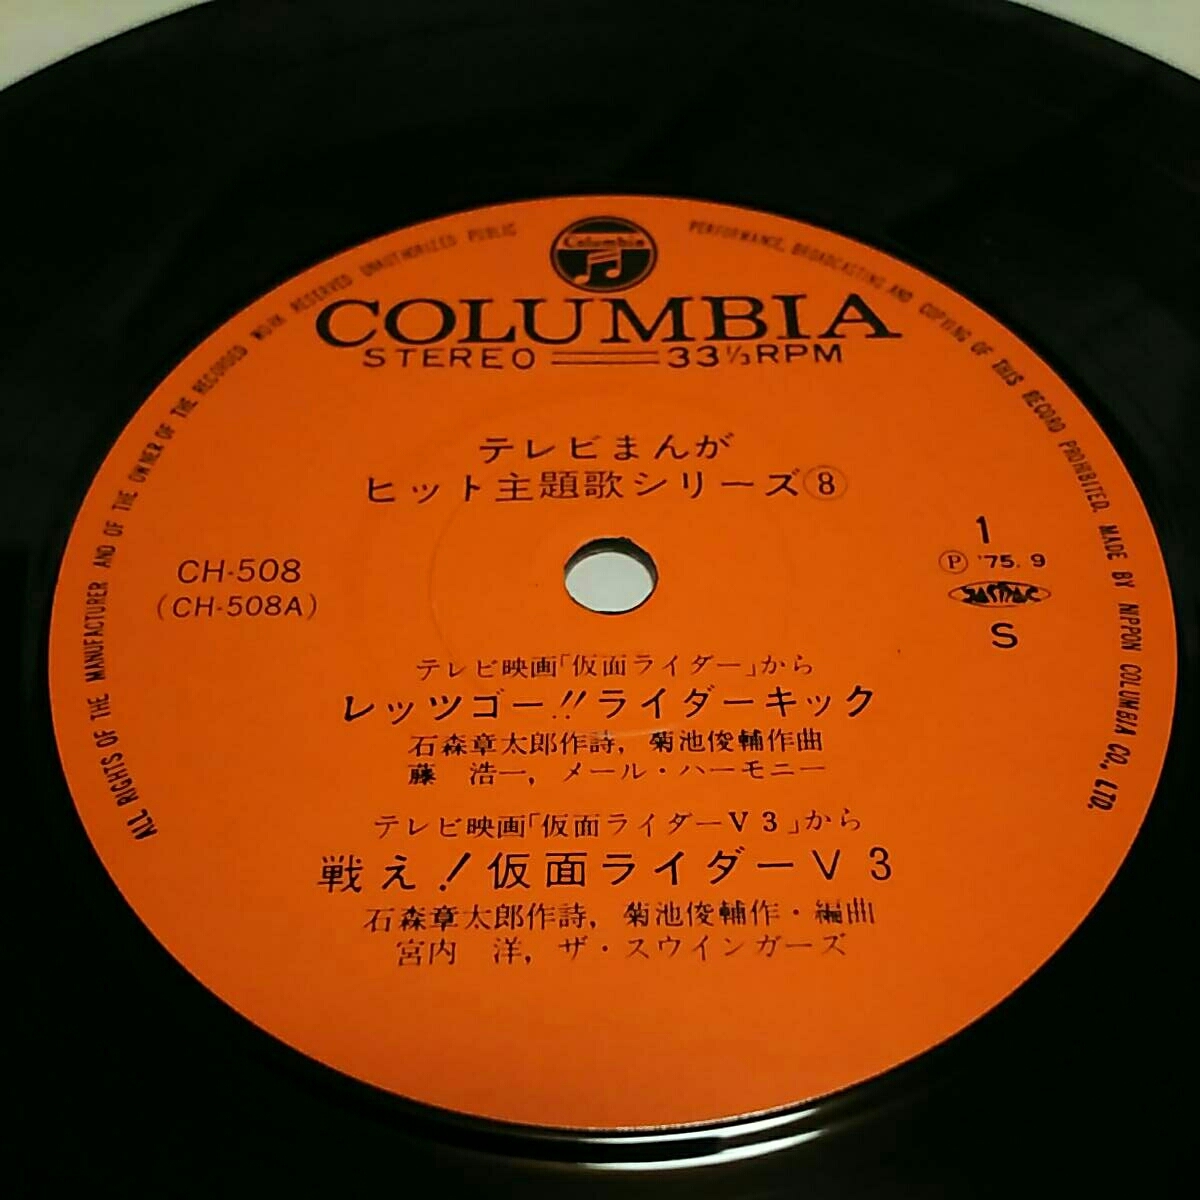 Columbia
COLUMBIA
STEREO 33 1/3 RPM
テレビまんが
ヒット主題歌シリーズ⑧
CH-508
(CH-508A)
1
Ⓟ '75.9
JASRAC
S
テレビ映画「仮面ライダー」から
レッツゴー!!ライダーキック
石森章太郎作詩, 菊池俊輔作曲
藤 浩一, メール・ハーモニー
テレビ映画「仮面ライダーV3」から
戦え!仮面ライダーV3
石森章太郎作詩, 菊池俊輔作・編曲
宮内 洋, ザ・スウインガーズ
ALL RIGHTS OF THE MANUFACTURER AND OF THE OWNER OF THE RECORDED WORK RESERVED UNAUTHORIZED PUBLIC PERFORMANCE, BROADCASTING AND COPYING OF THIS RECORD PROHIBITED. MADE BY NIPPON COLUMBIA CO., LTD.